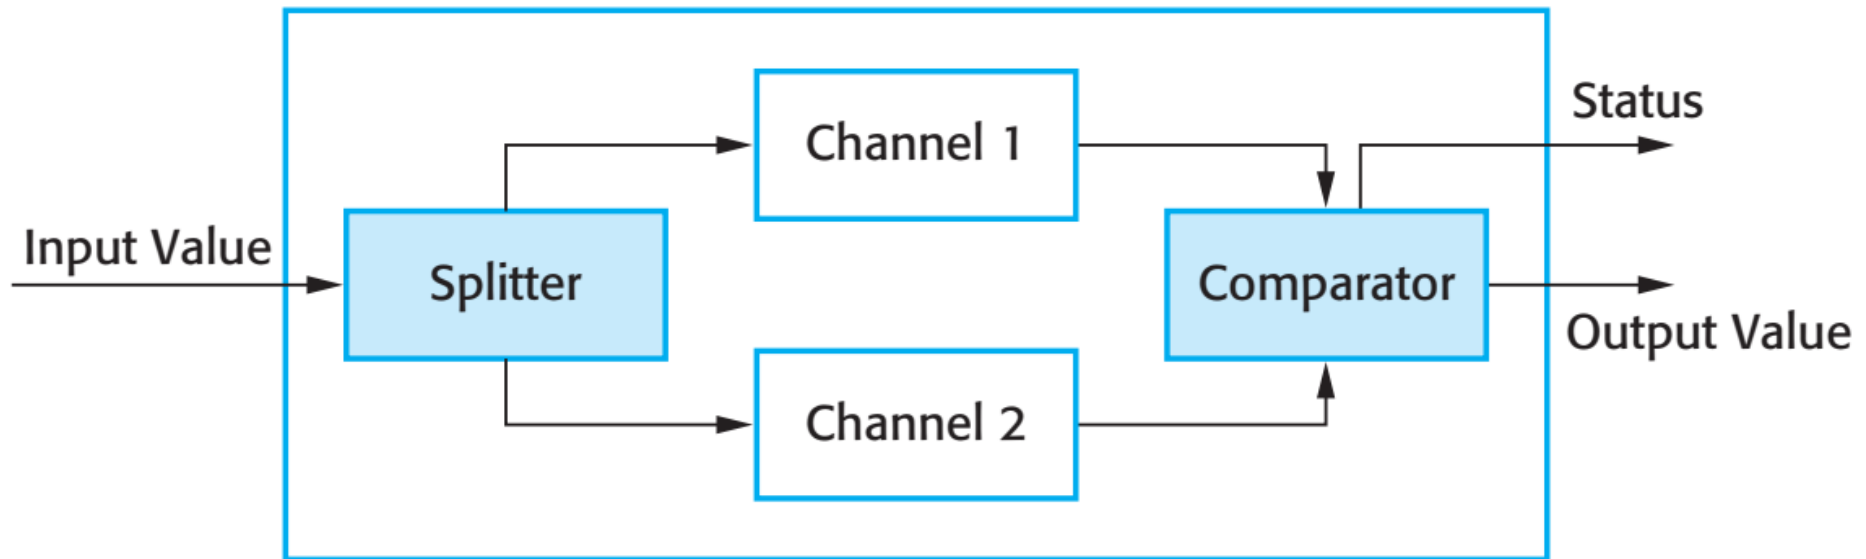 Input Value
Splitter
Channel 1
Channel 2
Comparator
Status
Output Value